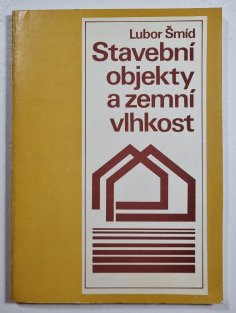 Lubor Šmíd
Stavební
objekty
a zemní
vlhkost